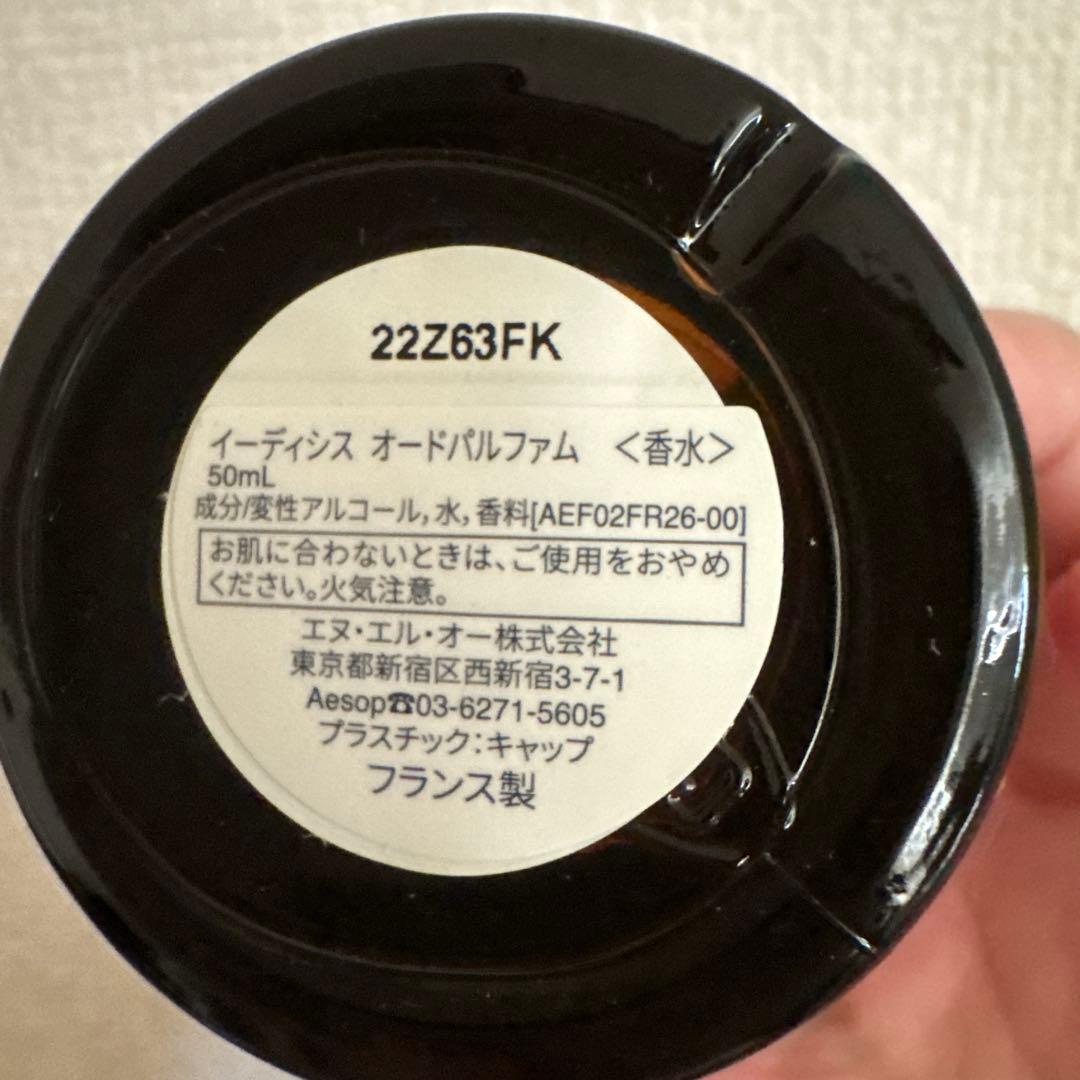 22Z63FK
イーディシス オードパルファム ＜香水＞
50mL
成分/変性アルコール,水,香料[AEF02FR26-00]
お肌に合わないときは、ご使用をおやめ
ください。火気注意。
エヌ・エル・オー株式会社
東京都新宿区西新宿3-7-1
Aesop☎03-6271-5605
プラスチック:キャップ
フランス製